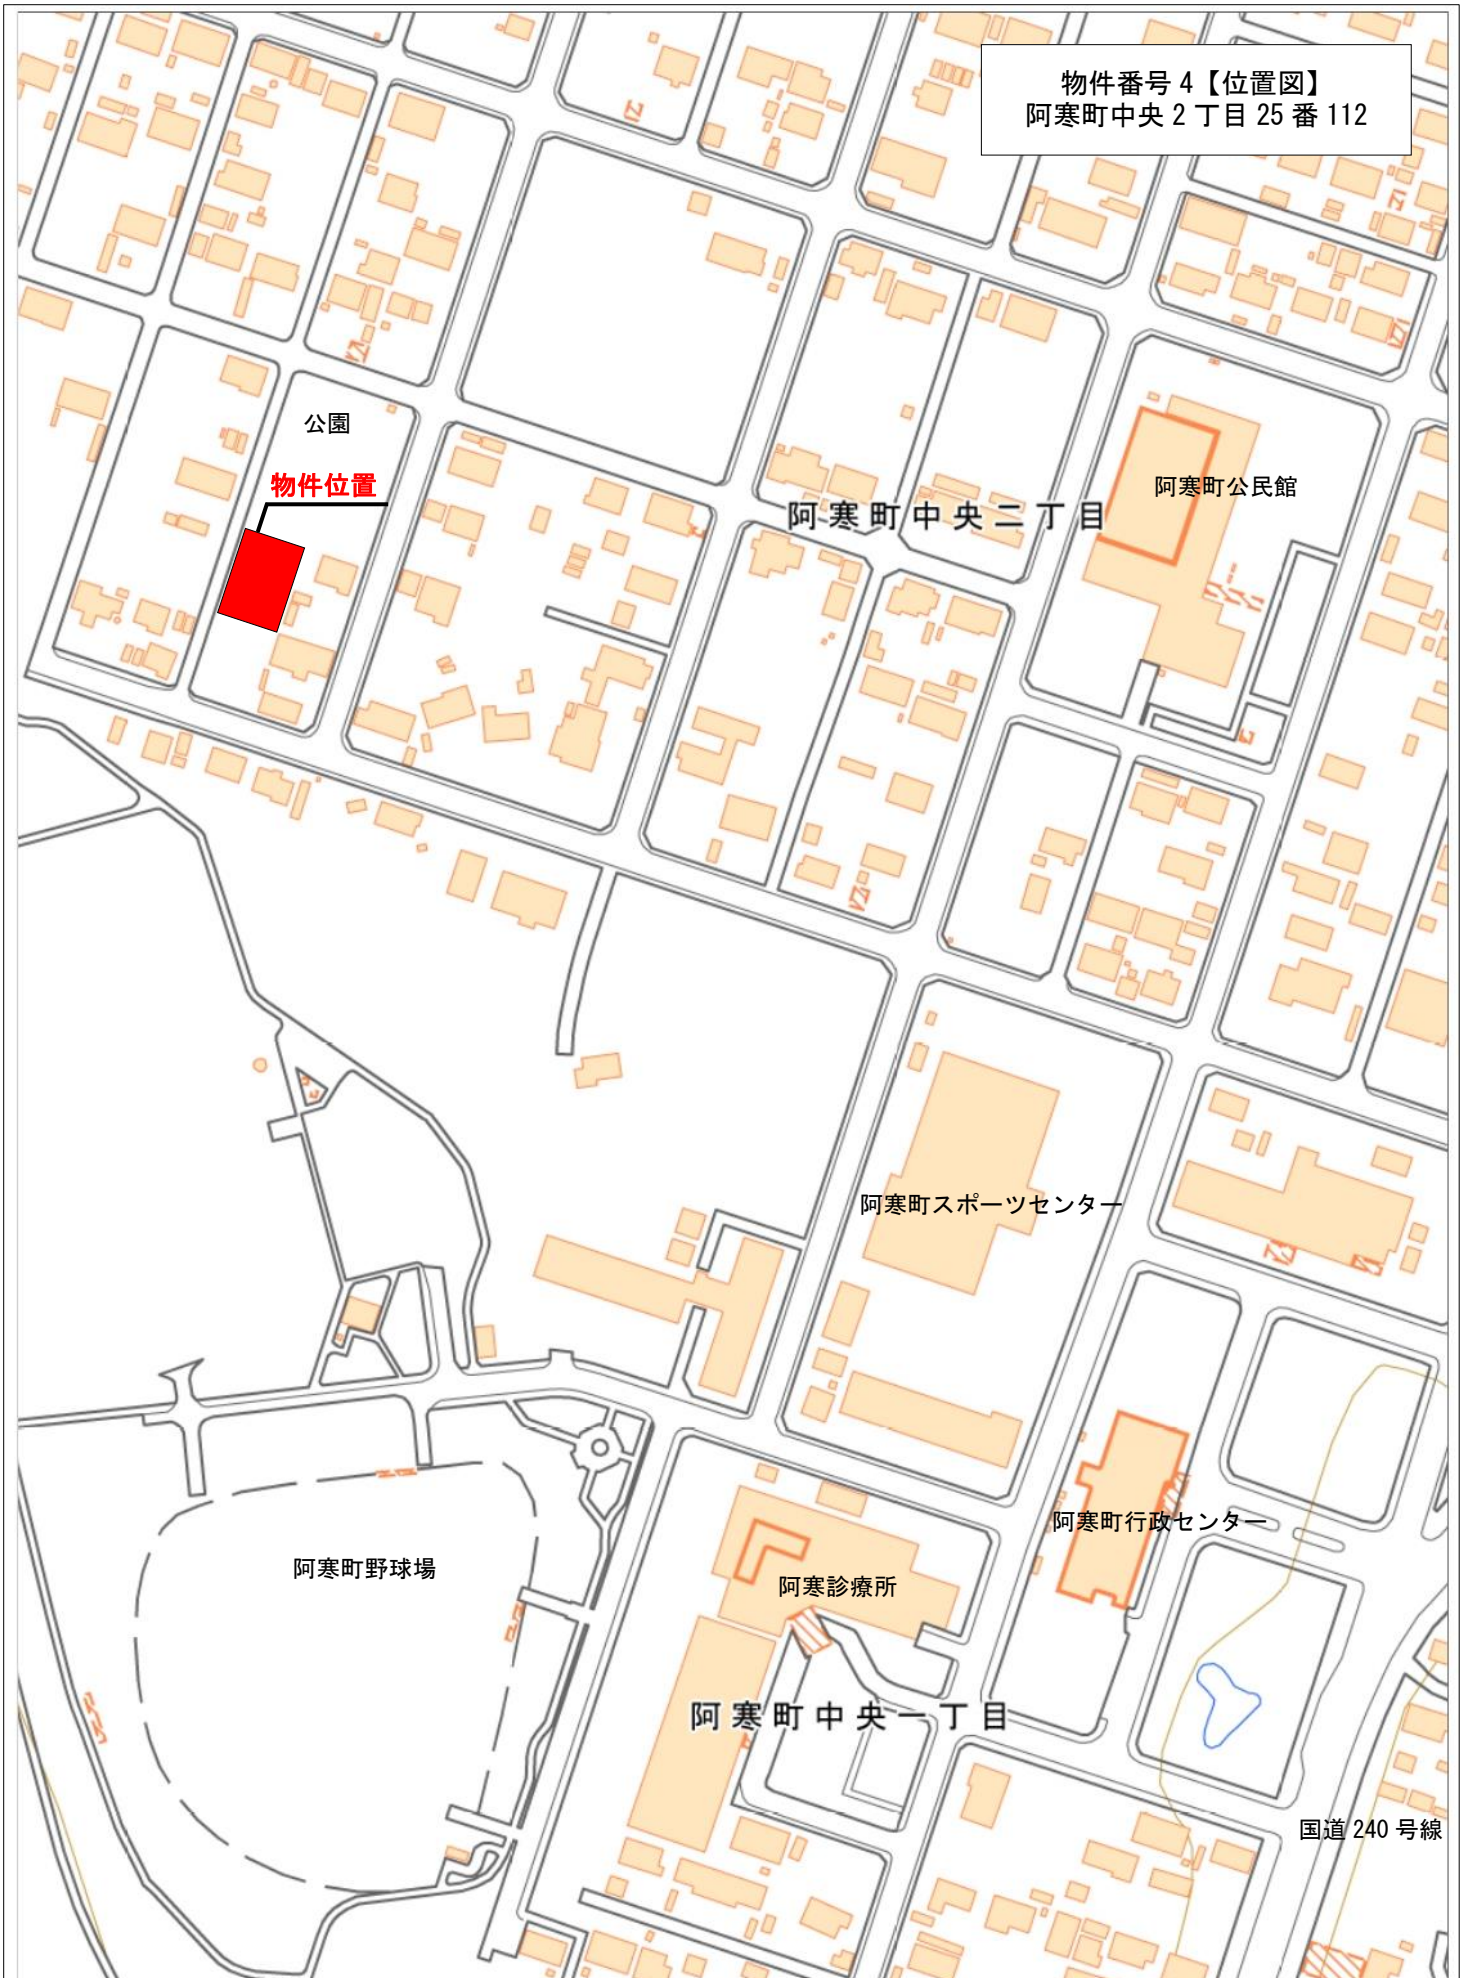 物件番号 4【位置図】
阿寒町中央 2 丁目 25 番 112
公園
物件位置
阿寒町公民館
阿寒町中央二丁目
阿寒町スポーツセンター
阿寒町行政センター
阿寒町野球場
阿寒診療所
阿寒町中央一丁目
国道 240 号線